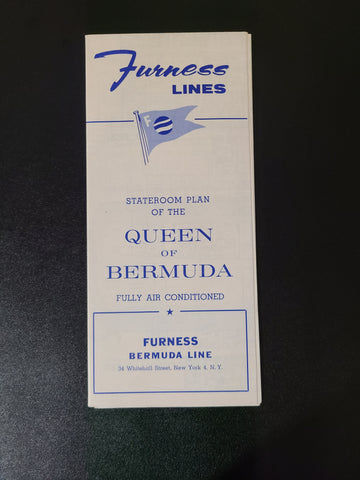 Furness
LINES
F
STATEROOM PLAN
OF THE
QUEEN
OF
BERMUDA
FULLY AIR CONDITIONED
FURNESS
BERMUDA LINE
34 Whitehall Street, New York 4, N. Y.